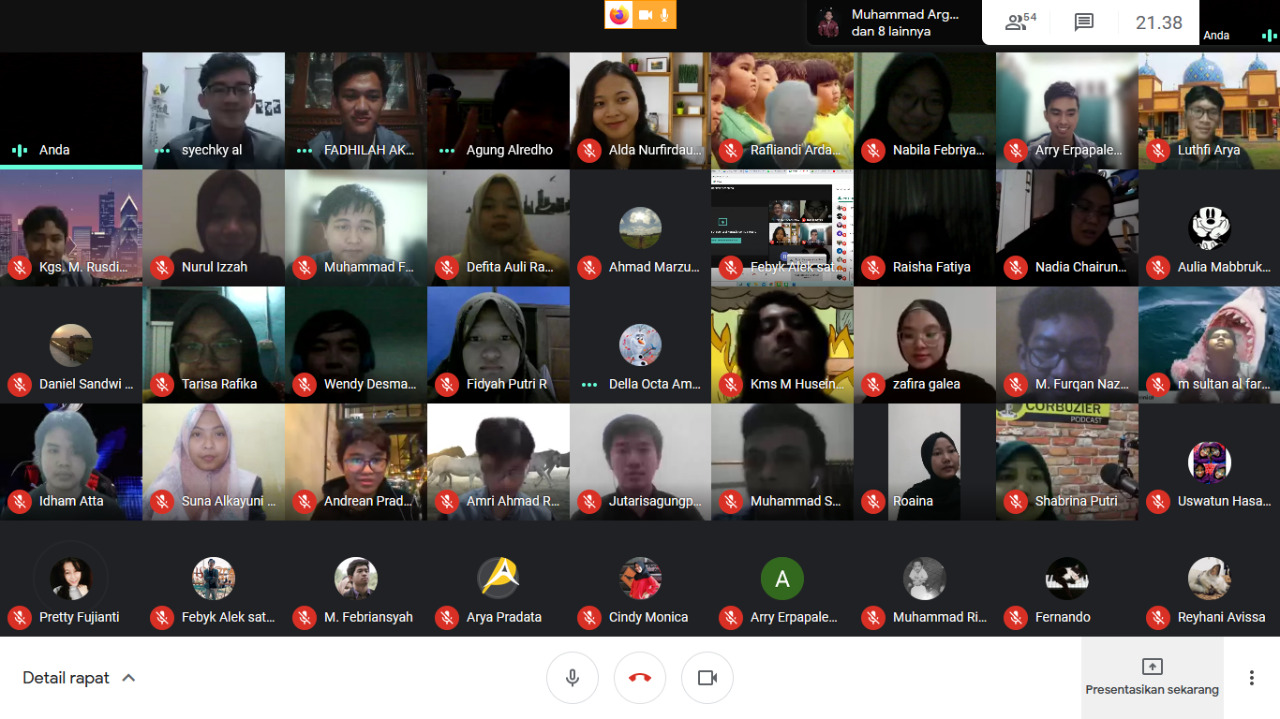 Muhammad Arg...
dan 8 lainnya
54
21.38
Anda
Anda
syechky al
FADHILAH AK...
Agung Alredho
Alda Nurfirdau...
Rafliandi Arda...
Nabila Febriya...
Arry Erpapale...
Luthfi Arya
Kgs. M. Rusdi...
Nurul Izzah
Muhammad F...
Defita Auli Ra...
Ahmad Marzu...
Febyk Alek sat...
Raisha Fatiya
Nadia Chairun...
Aulia Mabbruk...
Daniel Sandwi ...
Tarisa Rafika
Wendy Desma...
Fidyah Putri R
Della Octa Am...
Kms M Husein...
zafira galea
M. Furqan Naz...
m sultan al far...
CORBUZIER
PODCAST
Idham Atta
Suna Alkayuni ...
Andrean Prad...
Amri Ahmad R...
Jutarisagungp...
Muhammad S...
Roaina
Shabrina Putri
Uswatun Hasa...
A
Pretty Fujianti
Febyk Alek sat...
M. Febriansyah
Arya Pradata
Cindy Monica
Arry Erpapale...
Muhammad Ri...
Fernando
Reyhani Avissa
Detail rapat
Presentasikan sekarang